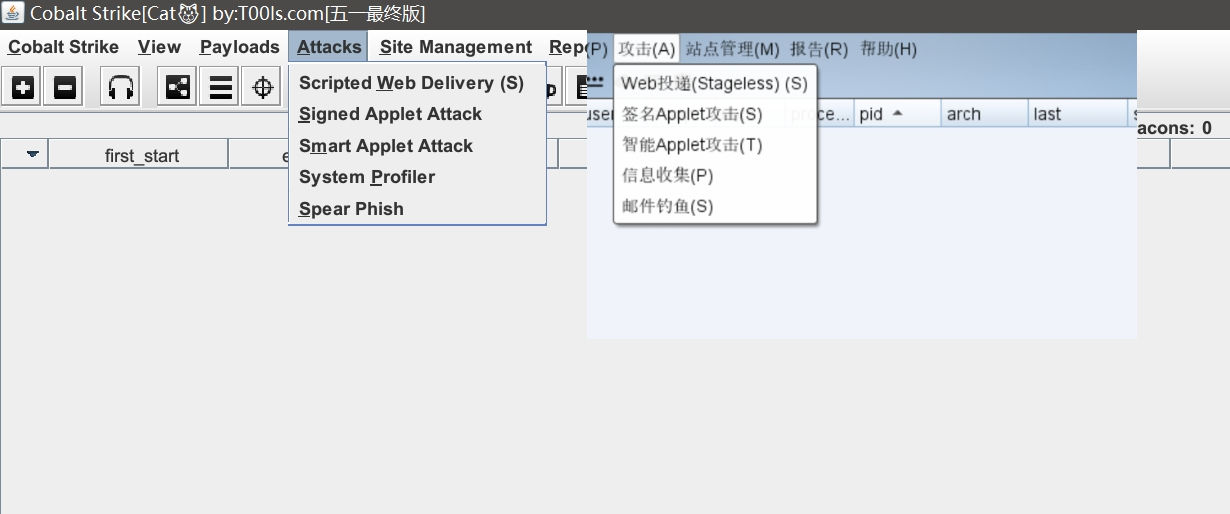 Cobalt Strike[Cat😼] by:T00ls.com[五一最终版]
Cobalt Strike View Payloads Attacks Site Management
(P) 攻击(A) 站点管理(M) 报告(R) 帮助(H)
Scripted Web Delivery (S)
Signed Applet Attack
Smart Applet Attack
System Profiler
Spear Phish
Web投递(Stageless) (S)
签名Applet攻击(S)
智能Applet攻击(T)
信息收集(P)
邮件钓鱼(S)
pid arch last
acons: 0
first_start